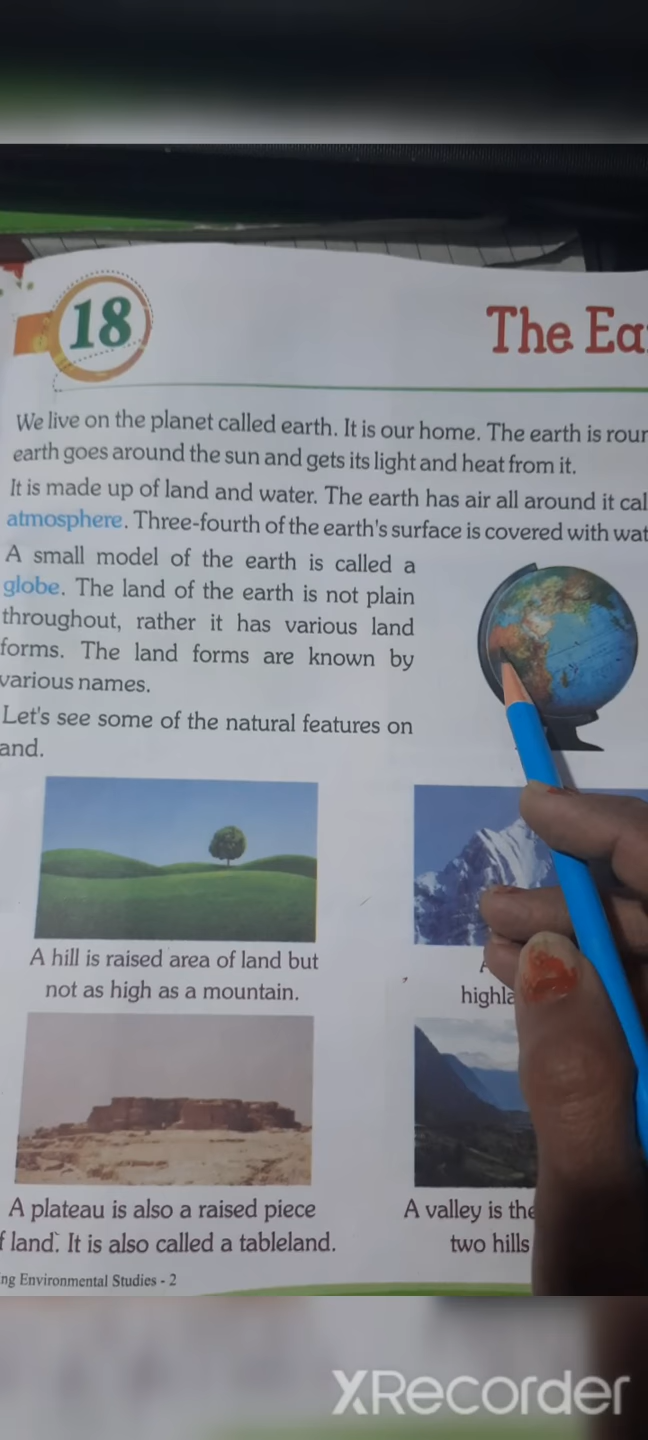 18
The Ea
We live on the planet called earth. It is our home. The earth is roun
earth goes around the sun and gets its light and heat from it.
It is made up of land and water. The earth has air all around it cal
atmosphere. Three-fourth of the earth's surface is covered with wat
A small model of the earth is called a
globe. The land of the earth is not plain
throughout, rather it has various land
forms. The land forms are known by
various names.
Let's see some of the natural features on
and.
A hill is raised area of land but
not as high as a mountain.
highla
A plateau is also a raised piece
f land. It is also called a tableland.
A valley is the
two hills
ng Environmental Studies - 2
XRecorder